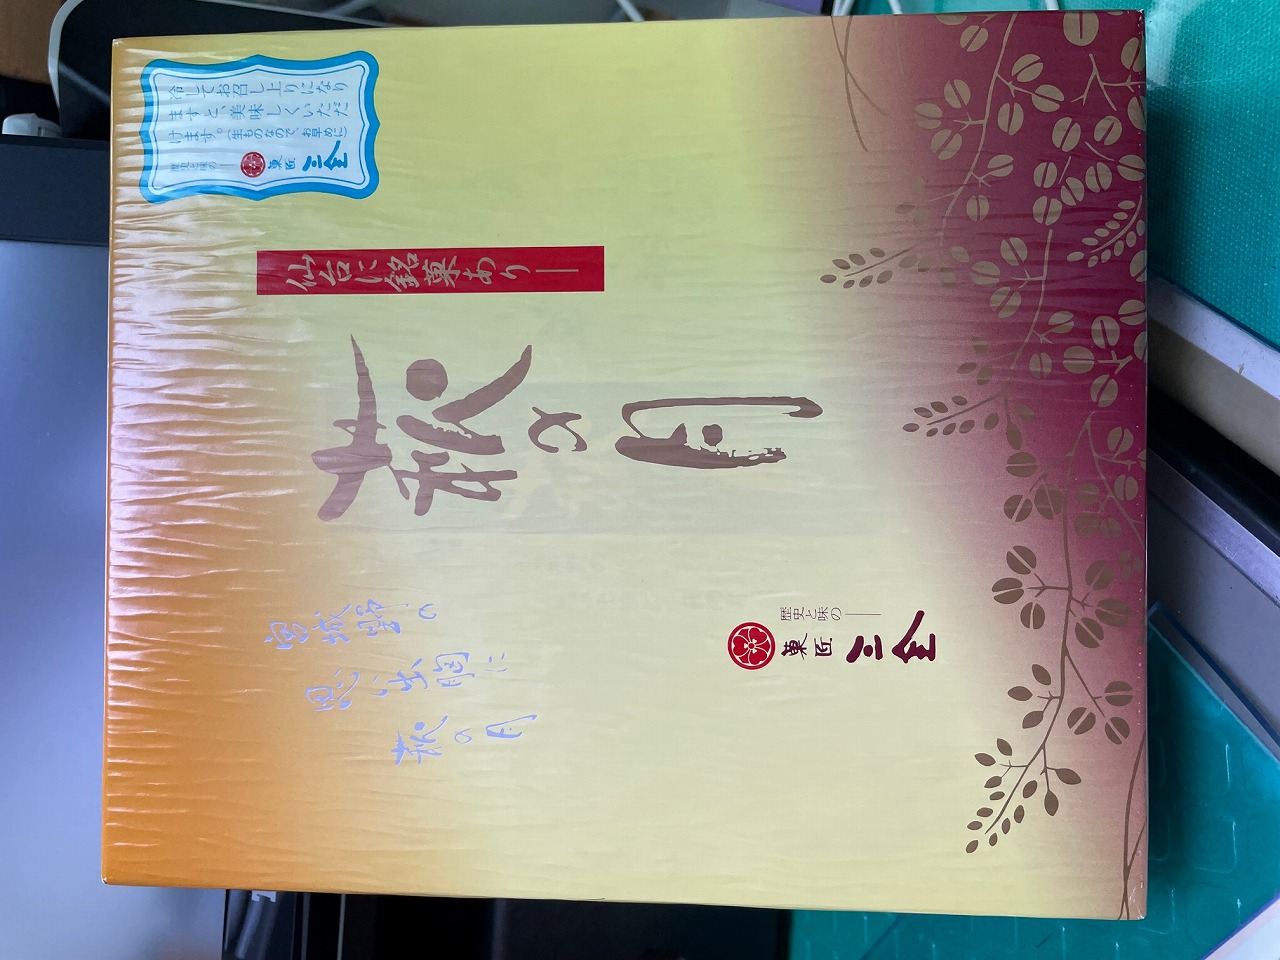 冷してお召し上りになり
ますと、美味しくいただ
けます。(生ものなので、お早めに)
歴史と味の――
菓匠 三全
仙台に銘菓あり――
萩の月
宮城野の
思い出胸に
萩の月
歴史と味の――
菓匠 三全